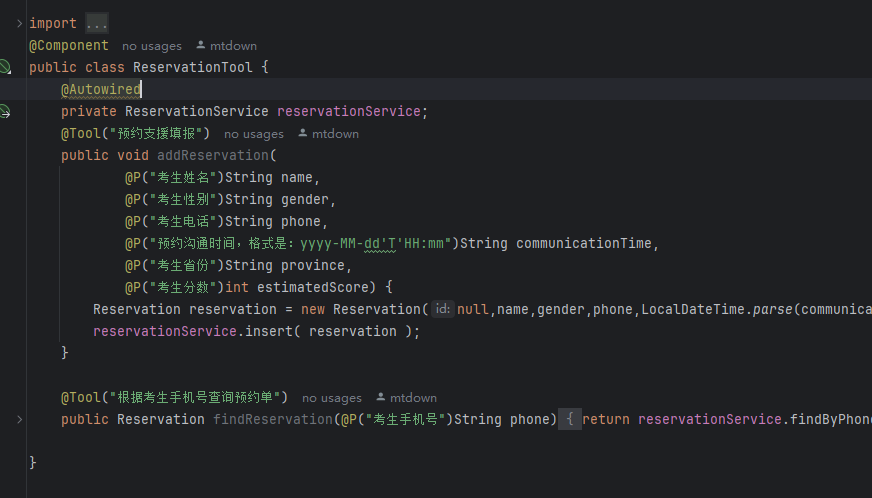 import ...
@Component no usages mtdown
public class ReservationTool {
@Autowired
private ReservationService reservationService;
@Tool("预约支援填报") no usages mtdown
public void addReservation(
@P("考生姓名")String name,
@P("考生性别")String gender,
@P("考生电话")String phone,
@P("预约沟通时间，格式是：yyyy-MM-dd'T'HH:mm")String communicationTime,
@P("考生省份")String province,
@P("考生分数")int estimatedScore) {
Reservation reservation = new Reservation(id:null,name,gender,phone,LocalDateTime.parse(communica
reservationService.insert( reservation );
}
@Tool("根据考生手机号查询预约单") no usages mtdown
public Reservation findReservation(@P("考生手机号")String phone){return reservationService.findByPhone
}